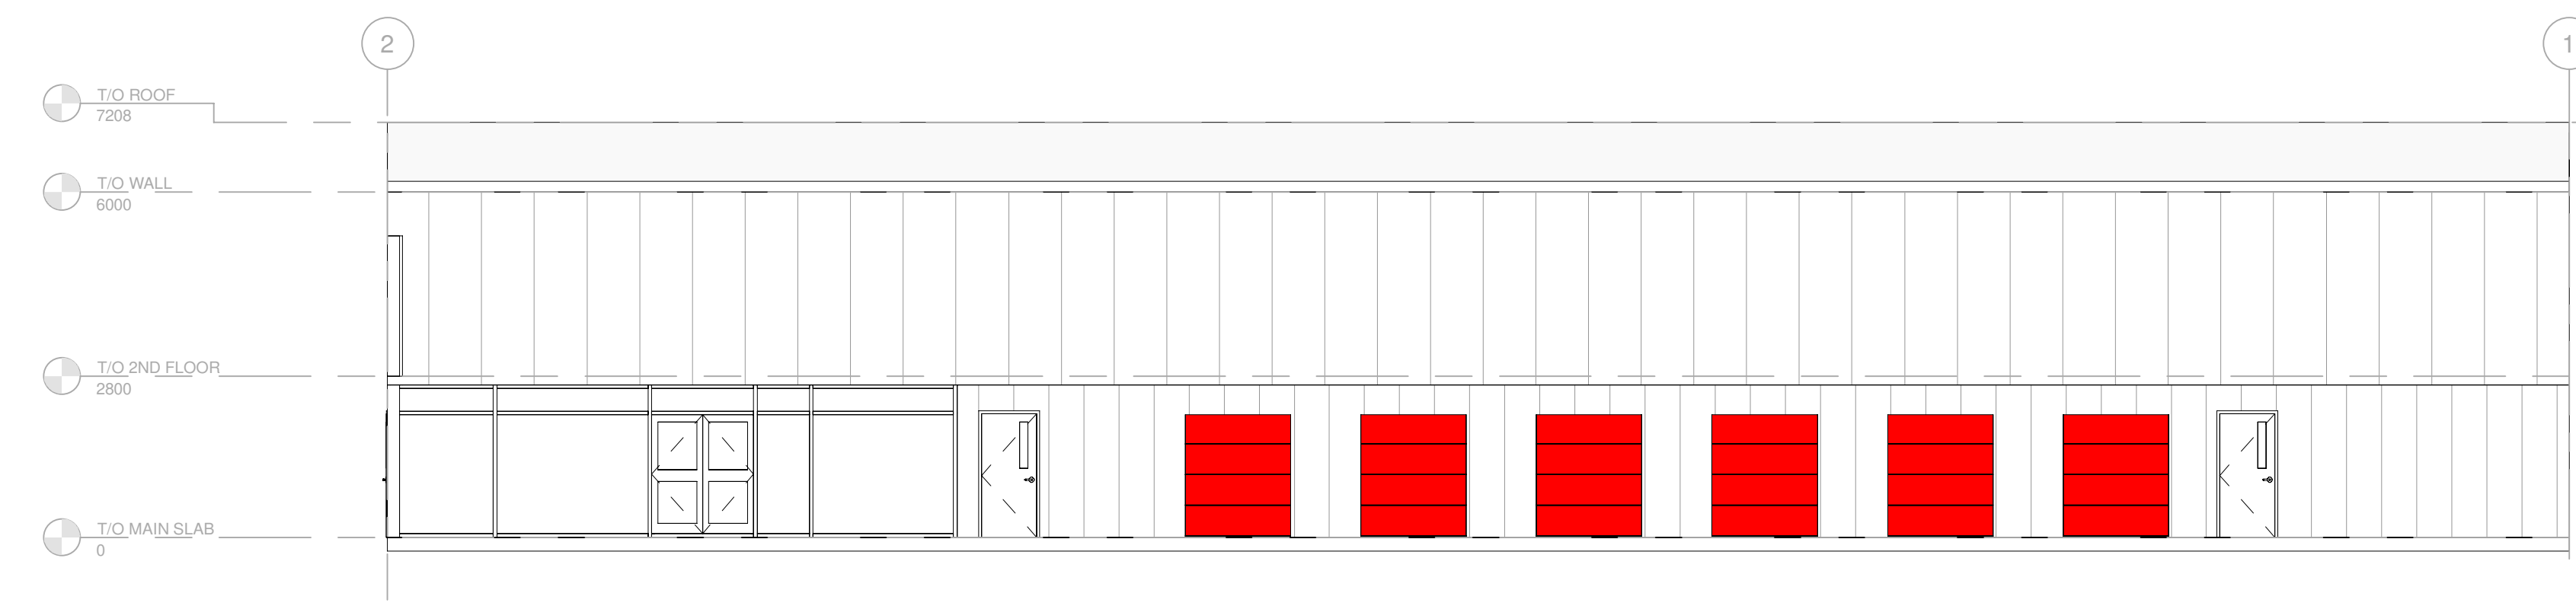 2
1
T/O ROOF
7208
T/O WALL
6000
T/O 2ND FLOOR
2800
T/O MAIN SLAB
0